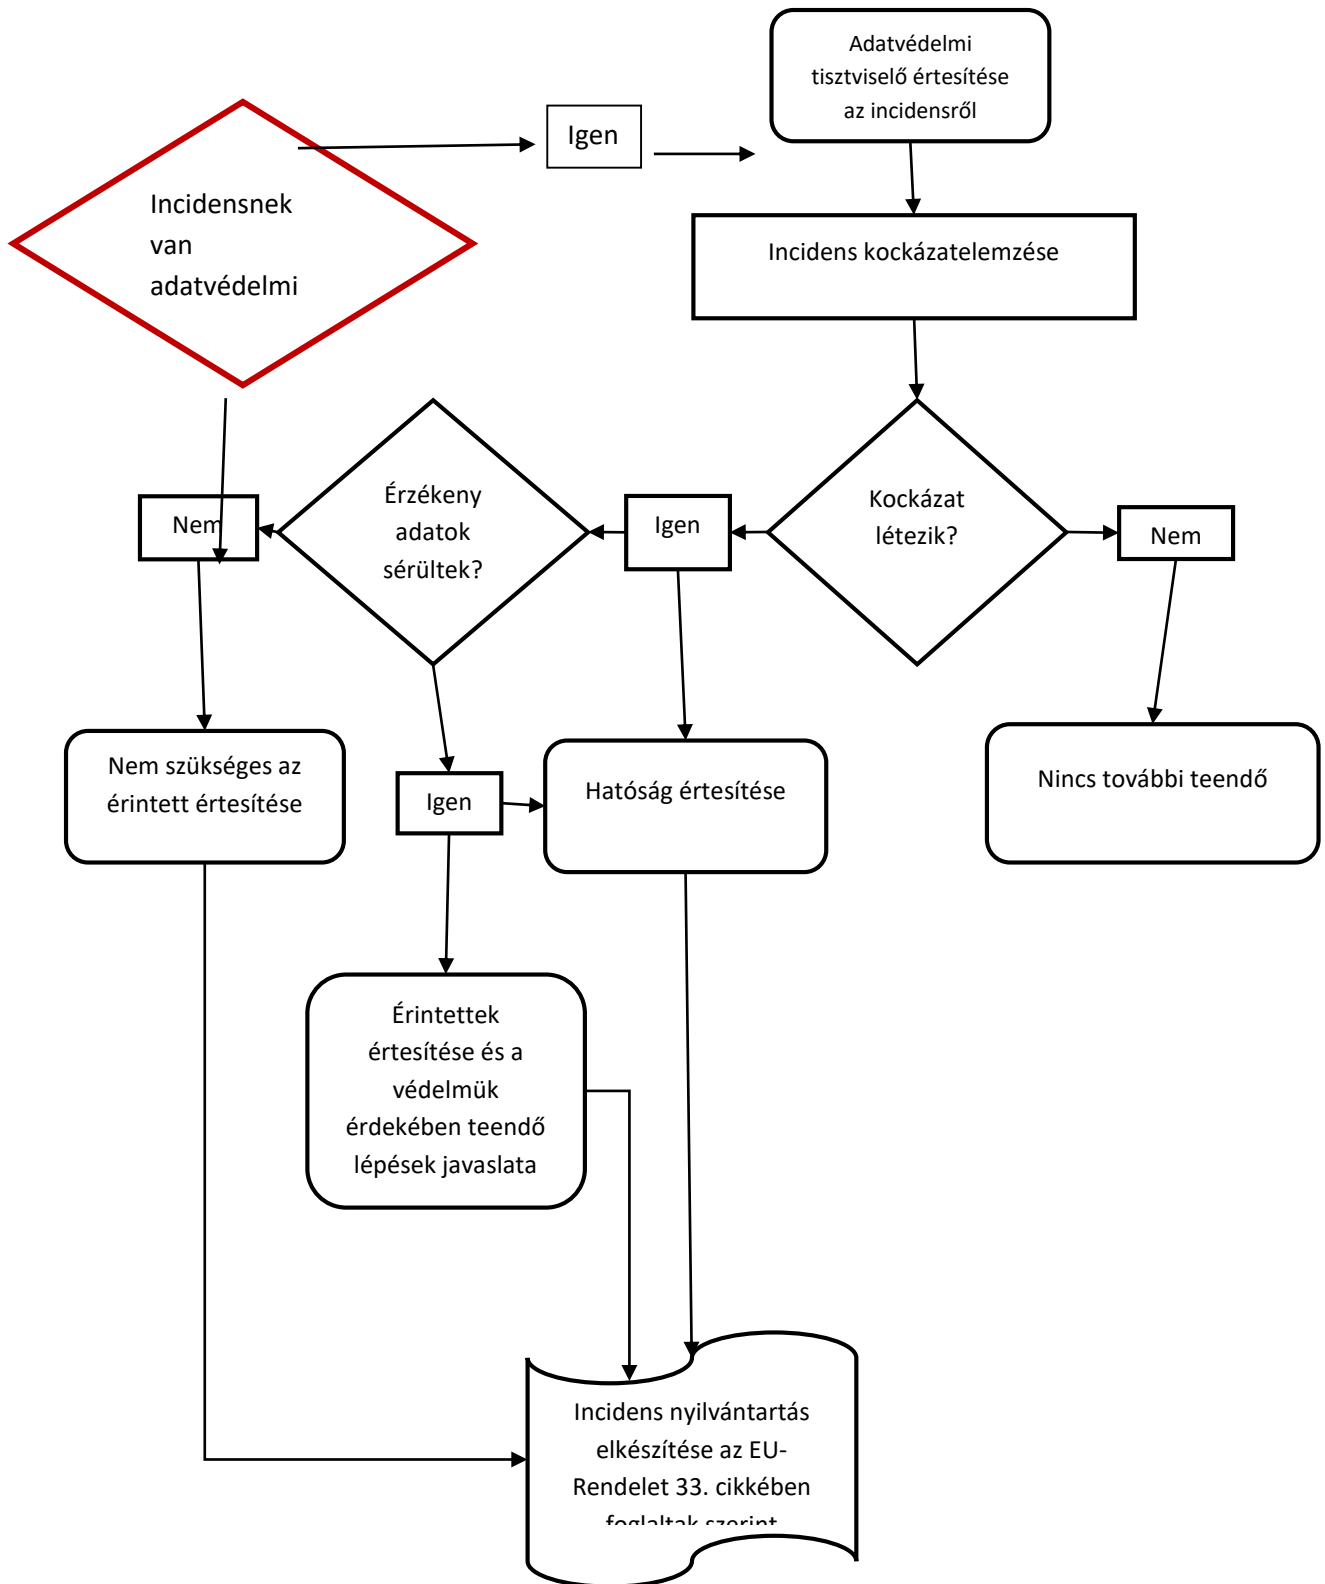 Adatvédelmi
tisztviselő értesítése
az incidensről
Igen
Incidensnek
van
adatvédelmi
Incidens kockázatelemzése
Érzékeny
adatok
sérültek?
Kockázat
létezik?
Nem
Igen
Nem
Nem szükséges az
érintett értesítése
Igen
Hatóság értesítése
Nincs további teendő
Érintettek
értesítése és a
védelmük
érdekében teendő
lépések javaslata
Incidens nyilvántartás
elkészítése az EU-
Rendelet 33. cikkében
foglaltak szerint